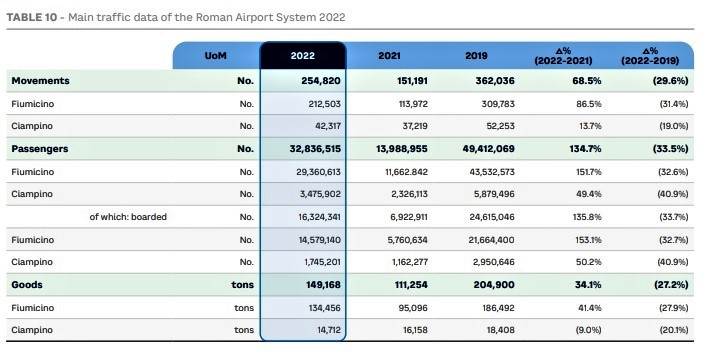 TABLE 10 - Main traffic data of the Roman Airport System 2022
UoM 2022 2021 2019 Δ% (2022-2021) Δ% (2022-2019)
Movements No. 254,820 151,191 362,036 68.5% (29.6%)
Fiumicino No. 212,503 113,972 309,783 86.5% (31.4%)
Ciampino No. 42,317 37,219 52,253 13.7% (19.0%)
Passengers No. 32,836,515 13,988,955 49,412,069 134.7% (33.5%)
Fiumicino No. 29,360,613 11,662.842 43,532,573 151.7% (32.6%)
Ciampino No. 3,475,902 2,326,113 5,879,496 49.4% (40.9%)
of which: boarded No. 16,324,341 6,922,911 24,615,046 135.8% (33.7%)
Fiumicino No. 14,579,140 5,760,634 21,664,400 153.1% (32.7%)
Ciampino No. 1,745,201 1,162,277 2,950,646 50.2% (40.9%)
Goods tons 149,168 111,254 204,900 34.1% (27.2%)
Fiumicino tons 134,456 95,096 186,492 41.4% (27.9%)
Ciampino tons 14,712 16,158 18,408 (9.0%) (20.1%)